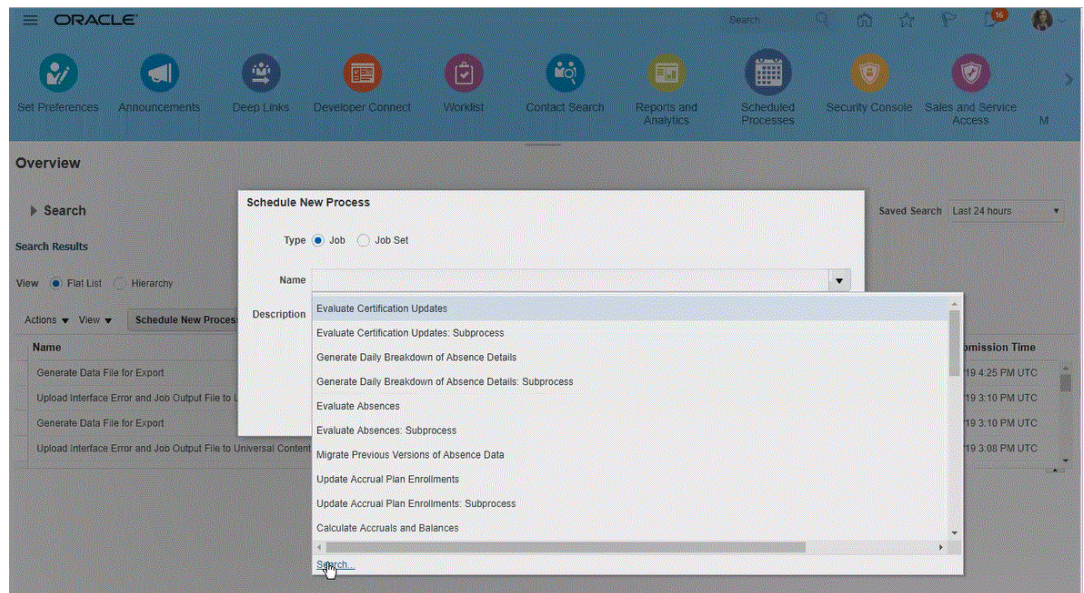 ORACLE
Search
16
Set Preferences
Announcements
Deep Links
Developer Connect
Worklist
Contact Search
Reports and
Analytics
Scheduled
Processes
Security Console
Sales and Service
Access
M
Overview
Search
Saved Search Last 24 hours
Search Results
View Flat List Hierarchy
Actions View Schedule New Proces
Name
omission Time
Generate Data File for Export
19 4:25 PM UTC
Upload Interface Error and Job Output File to U
19 3:10 PM UTC
Generate Data File for Export
19 3:10 PM UTC
Upload Interface Error and Job Output File to Universal Content
19 3:08 PM UTC
Schedule New Process
Type Job Job Set
Name
Description
Evaluate Certification Updates
Evaluate Certification Updates: Subprocess
Generate Daily Breakdown of Absence Details
Generate Daily Breakdown of Absence Details: Subprocess
Evaluate Absences
Evaluate Absences: Subprocess
Migrate Previous Versions of Absence Data
Update Accrual Plan Enrollments
Update Accrual Plan Enrollments: Subprocess
Calculate Accruals and Balances
Search...